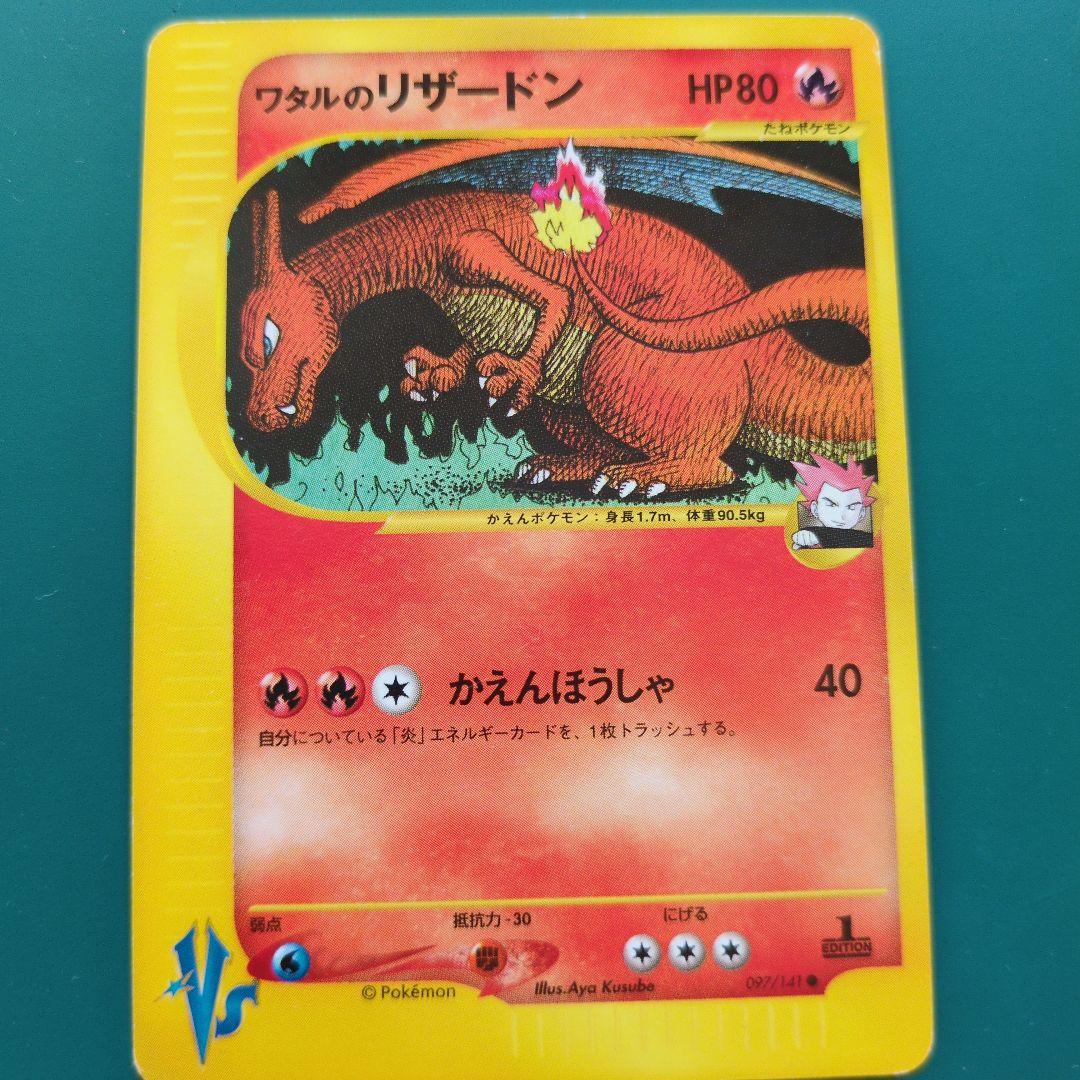 ワタルのリザードン HP80
たねポケモン
かえんポケモン：身長1.7m、体重90.5kg
かえんほうしゃ 40
自分についている「炎」エネルギーカードを、1枚トラッシュする。
弱点 抵抗力-30 にげる
1 EDITION
VS
©Pokémon Illus.Aya Kusube 097/141●